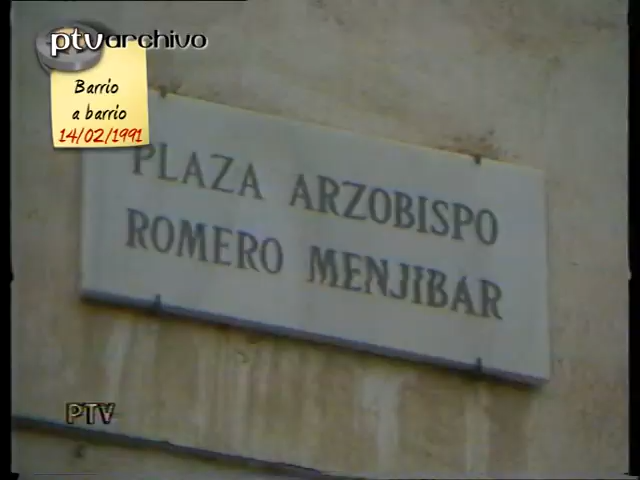 ptvarchivo
Barrio
a barrio
14/02/1991
PLAZA ARZOBISPO
ROMERO MENJIBAR
PTV